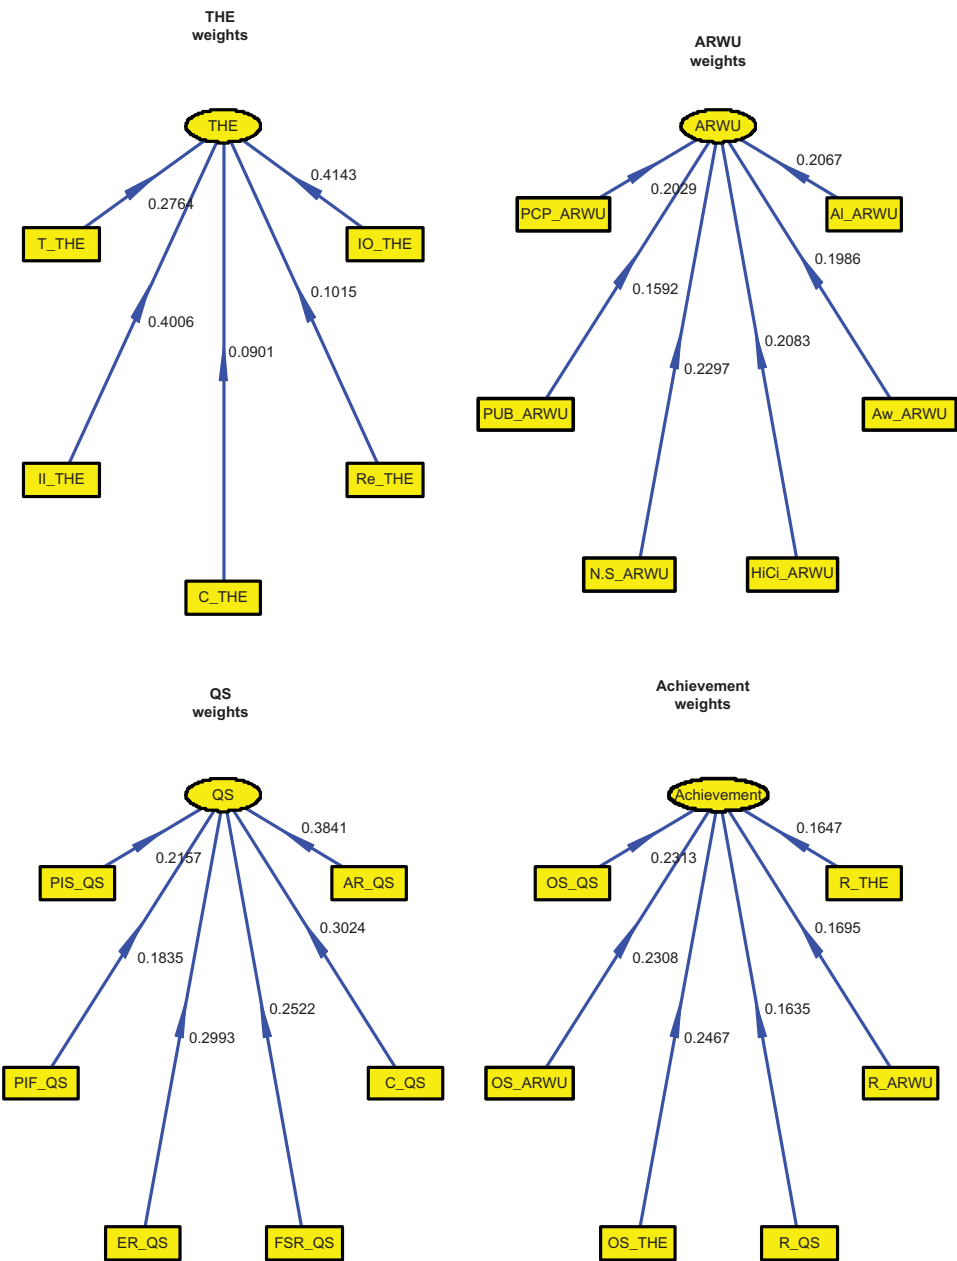 THE
weights
THE
0.4143
0.2764
T_THE
IO_THE
0.1015
0.4006
0.0901
II_THE
Re_THE
C_THE
ARWU
weights
ARWU
0.2067
0.2029
PCP_ARWU
AI_ARWU
0.1986
0.1592
0.2083
0.2297
PUB_ARWU
Aw_ARWU
N.S_ARWU
HiCi_ARWU
QS
weights
QS
0.3841
0.2157
PIS_QS
AR_QS
0.3024
0.1835
0.2522
0.2993
PIF_QS
C_QS
ER_QS
FSR_QS
Achievement
weights
Achievement
0.1647
0.2313
OS_QS
R_THE
0.1695
0.2308
0.1635
0.2467
OS_ARWU
R_ARWU
OS_THE
R_QS